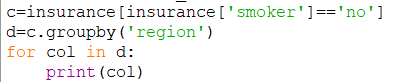 c=insurance[insurance['smoker']=='no']
d=c.groupby('region')
for col in d:
    print(col)